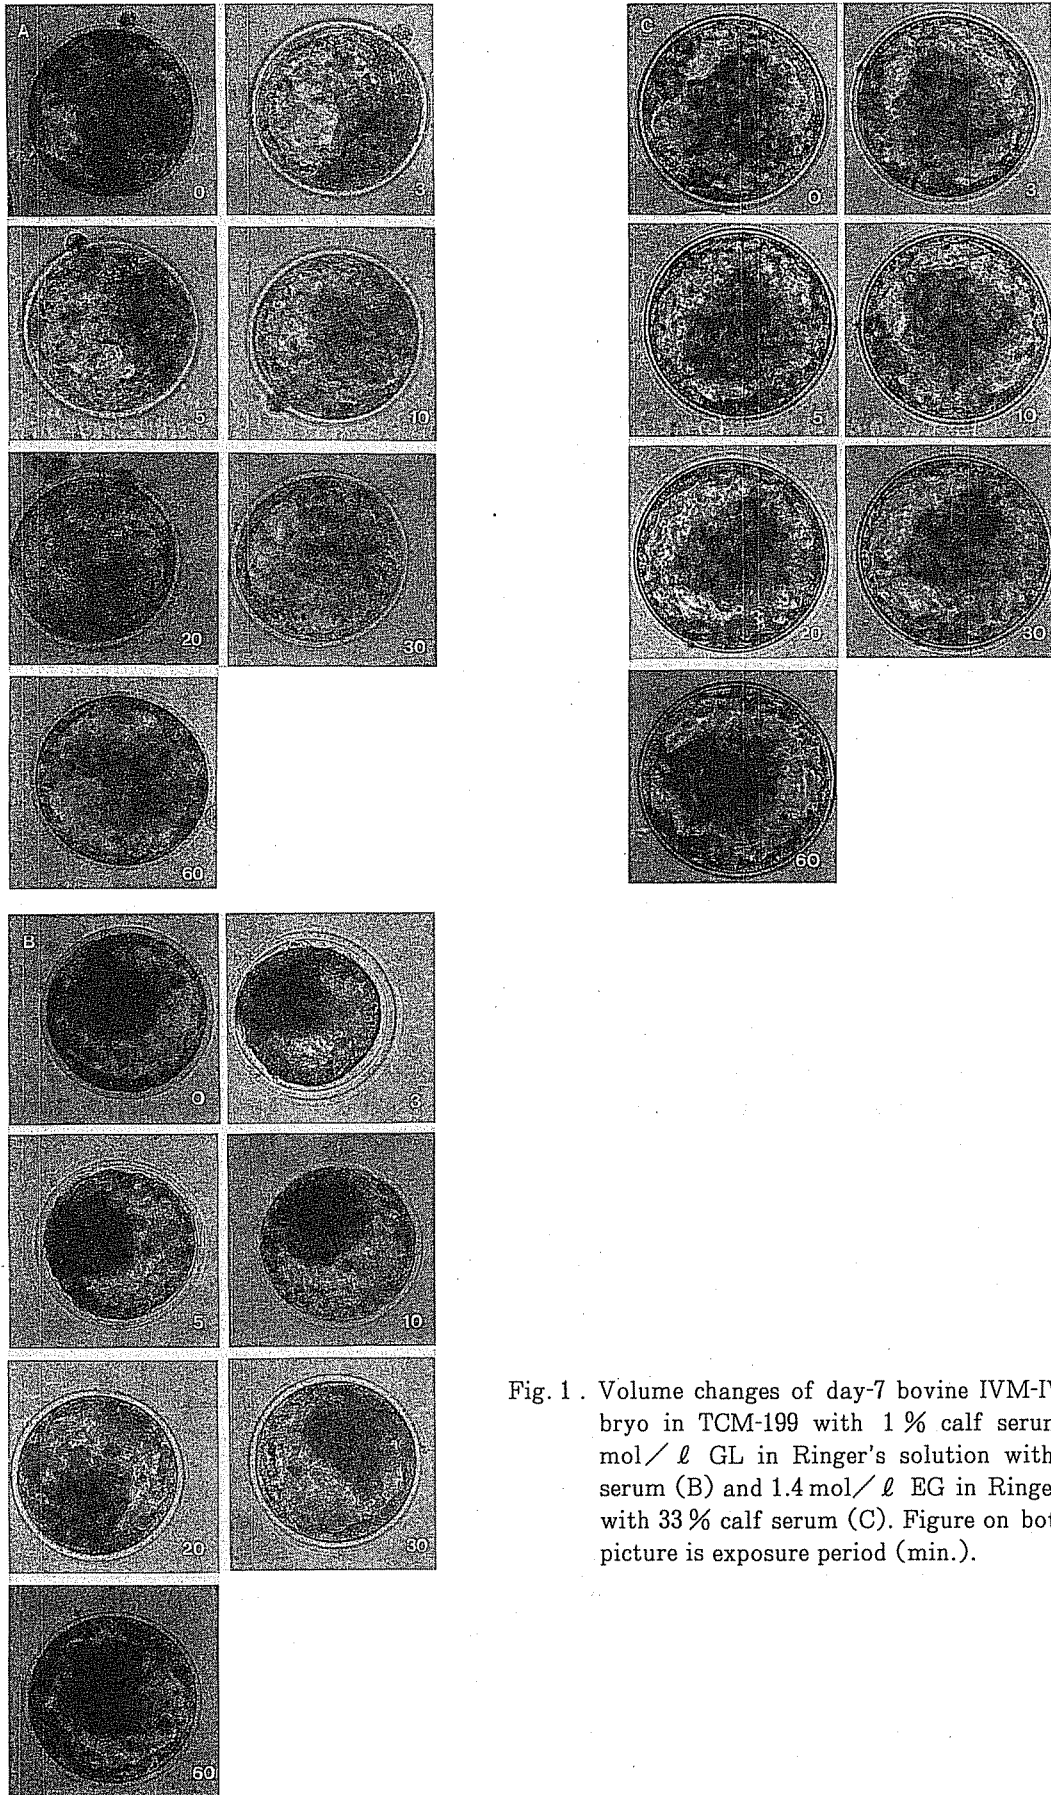 A
0
3
5
10
20
30
60
C
0
3
5
10
20
30
60
B
0
3
5
10
20
30
60
Fig. 1 . Volume changes of day-7 bovine IVM-IV
bryo in TCM-199 with 1 % calf serum
mol/ℓ GL in Ringer's solution with
serum (B) and 1.4 mol/ℓ EG in Ringe
with 33 % calf serum (C). Figure on bot
picture is exposure period (min.).